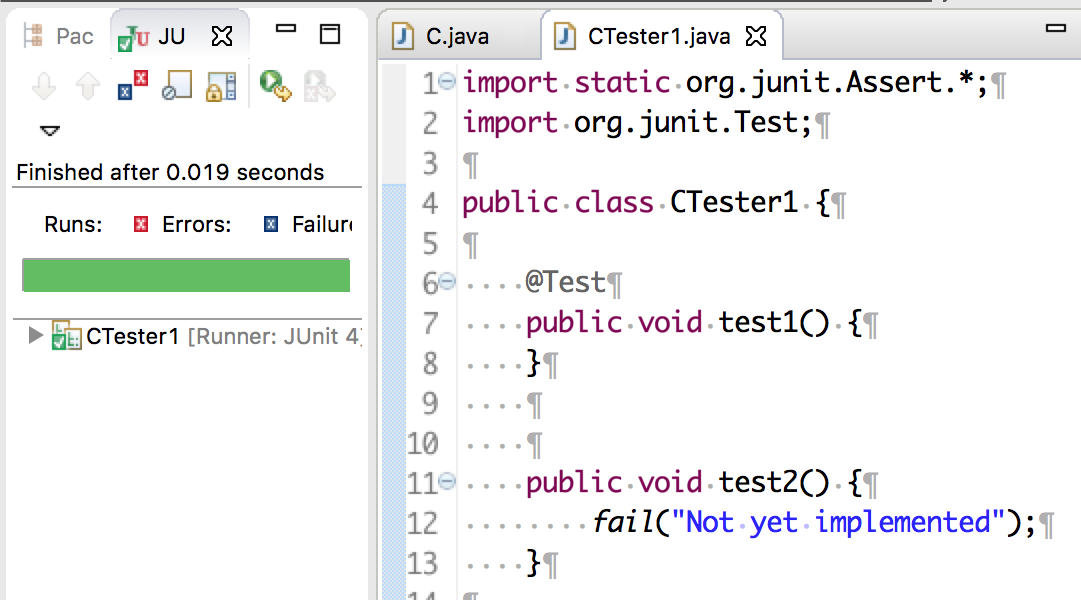 Pac JU
Finished after 0.019 seconds
Runs: Errors: Failure
CTester1 [Runner: JUnit 4]
C.java CTester1.java
1 import static org.junit.Assert.*;¶
2 import org.junit.Test;¶
3 ¶
4 public class CTester1 {¶
5 ¶
6 ····@Test¶
7 ····public void test1() {¶
8 ····}¶
9 ····¶
10 ····¶
11 ····public void test2() {¶
12 ········fail("Not yet implemented");¶
13 ····}¶
14 ¶